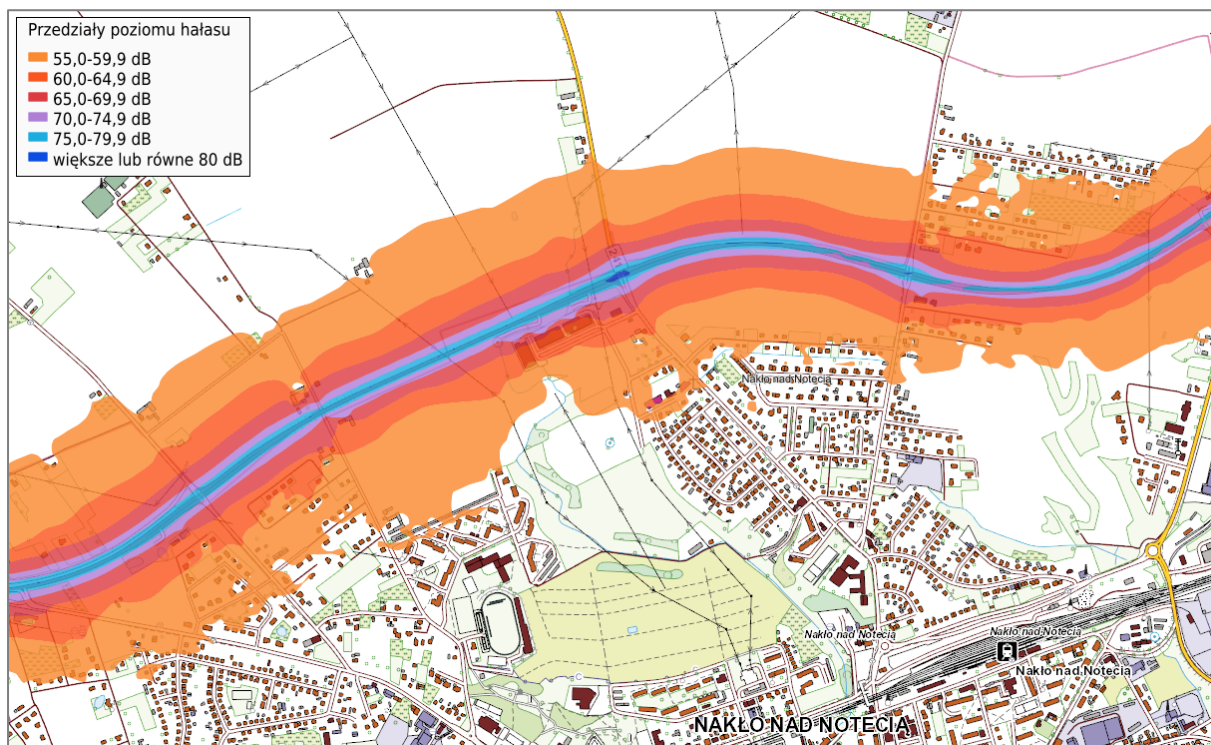 Przedziały poziomu hałasu
55,0-59,9 dB
60,0-64,9 dB
65,0-69,9 dB
70,0-74,9 dB
75,0-79,9 dB
większe lub równe 80 dB
Nakło nad Notecią
Nakło nad Notecią
Nakło nad Notecią
Nakło nad Notecią
NAKŁO NAD NOTECIĄ